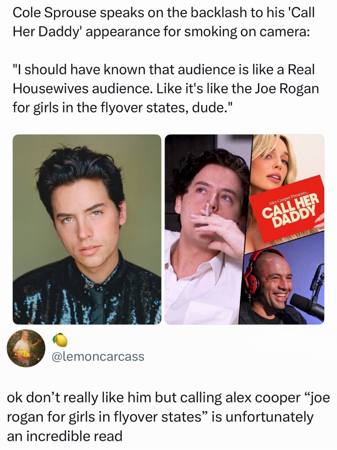 Cole Sprouse speaks on the backlash to his 'Call
Her Daddy' appearance for smoking on camera:
"I should have known that audience is like a Real
Housewives audience. Like it's like the Joe Rogan
for girls in the flyover states, dude."
CALL HER
DADDY
🍋
@lemoncarcass
ok don't really like him but calling alex cooper “joe
rogan for girls in flyover states” is unfortunately
an incredible read